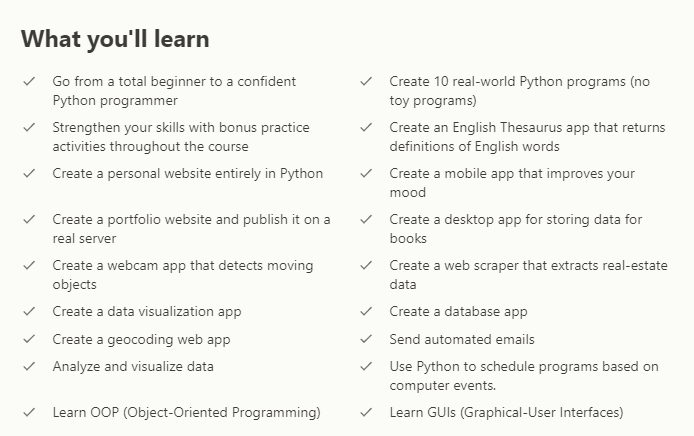 What you'll learn
Go from a total beginner to a confident
Python programmer
Create 10 real-world Python programs (no
toy programs)
Strengthen your skills with bonus practice
activities throughout the course
Create an English Thesaurus app that returns
definitions of English words
Create a personal website entirely in Python
Create a mobile app that improves your
mood
Create a portfolio website and publish it on a
real server
Create a desktop app for storing data for
books
Create a webcam app that detects moving
objects
Create a web scraper that extracts real-estate
data
Create a data visualization app
Create a database app
Create a geocoding web app
Send automated emails
Analyze and visualize data
Use Python to schedule programs based on
computer events.
Learn OOP (Object-Oriented Programming)
Learn GUIs (Graphical-User Interfaces)